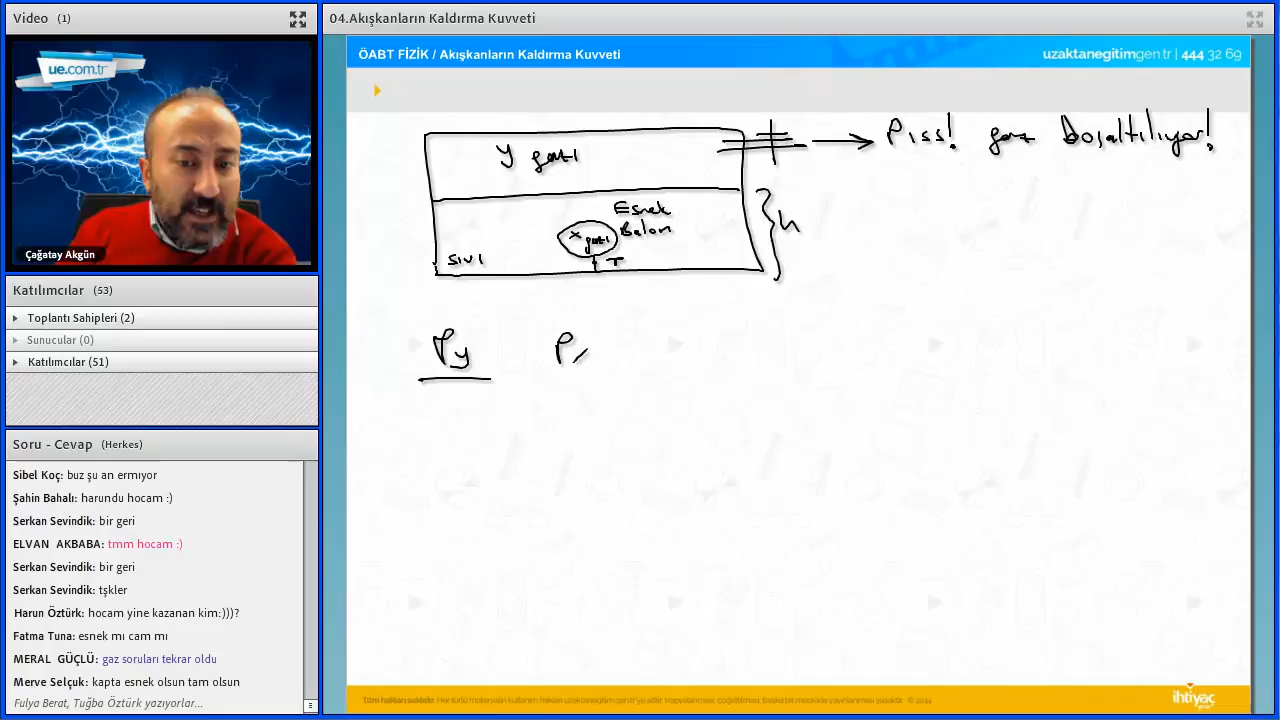 Video (1)
04.Akışkanların Kaldırma Kuvveti
ue.com.tr
Çağatay Akgün
ÖABT FİZİK / Akışkanların Kaldırma Kuvveti
uzaktanegitimgen.tr | 444 32 69
Pıss! gaz boşaltılıyor!
y gazı
Esnek
Balon
x gazı
h
sıvı
T
Py
P
Katılımcılar (53)
Toplantı Sahipleri (2)
Sunucular (0)
Katılımcılar (51)
Soru - Cevap (Herkes)
Sibel Koç: buz şu an ermıyor
Şahin Bahalı: harundu hocam :)
Serkan Sevindik: bir geri
ELVAN AKBABA: tmm hocam :)
Serkan Sevindik: bir geri
Serkan Sevindik: tşkler
Harun Öztürk: hocam yine kazanan kim:)))?
Fatma Tuna: esnek mı cam mı
MERAL GÜÇLÜ: gaz soruları tekrar oldu
Merve Selçuk: kapta esnek olsun tam olsun
Fulya Berat, Tuğba Öztürk yazıyorlar...
Tüm hakları saklıdır.
© 2014
ihtiyaç